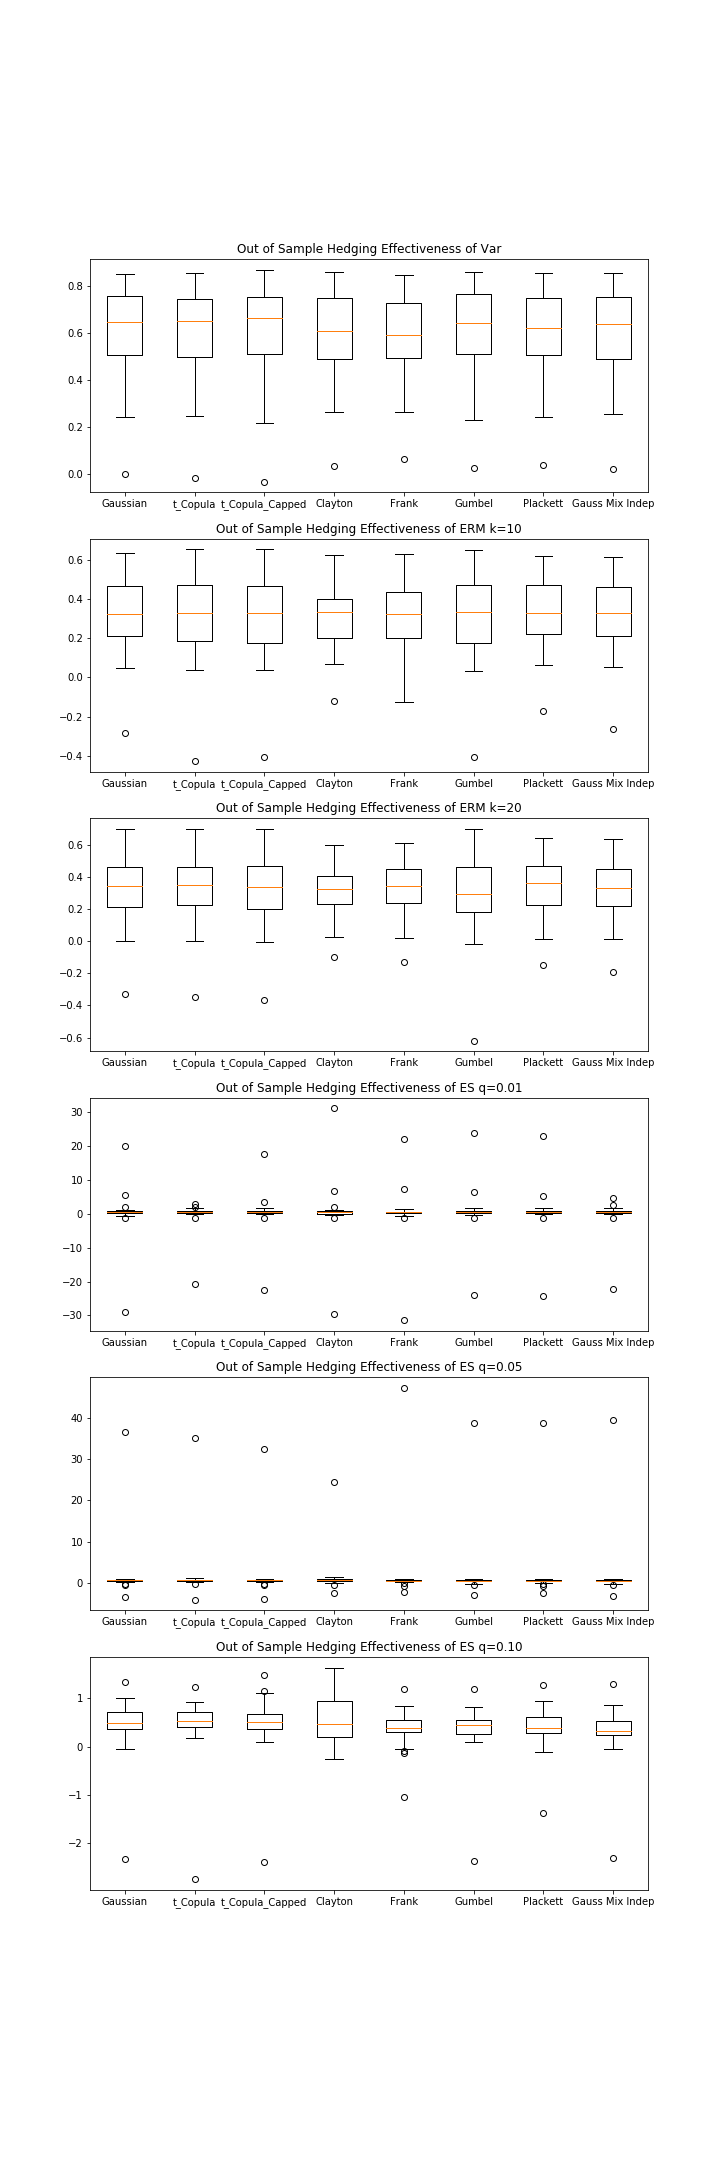 Out of Sample Hedging Effectiveness of Var
0.8
0.6
0.4
0.2
0.0
Gaussian t_Copula t_Copula_Capped Clayton Frank Gumbel Plackett Gauss Mix Indep
Out of Sample Hedging Effectiveness of ERM k=10
0.6
0.4
0.2
0.0
−0.2
−0.4
Gaussian t_Copula t_Copula_Capped Clayton Frank Gumbel Plackett Gauss Mix Indep
Out of Sample Hedging Effectiveness of ERM k=20
0.6
0.4
0.2
0.0
−0.2
−0.4
−0.6
Gaussian t_Copula t_Copula_Capped Clayton Frank Gumbel Plackett Gauss Mix Indep
Out of Sample Hedging Effectiveness of ES q=0.01
30
20
10
0
−10
−20
−30
Gaussian t_Copula t_Copula_Capped Clayton Frank Gumbel Plackett Gauss Mix Indep
Out of Sample Hedging Effectiveness of ES q=0.05
40
30
20
10
0
Gaussian t_Copula t_Copula_Capped Clayton Frank Gumbel Plackett Gauss Mix Indep
Out of Sample Hedging Effectiveness of ES q=0.10
1
0
−1
−2
Gaussian t_Copula t_Copula_Capped Clayton Frank Gumbel Plackett Gauss Mix Indep